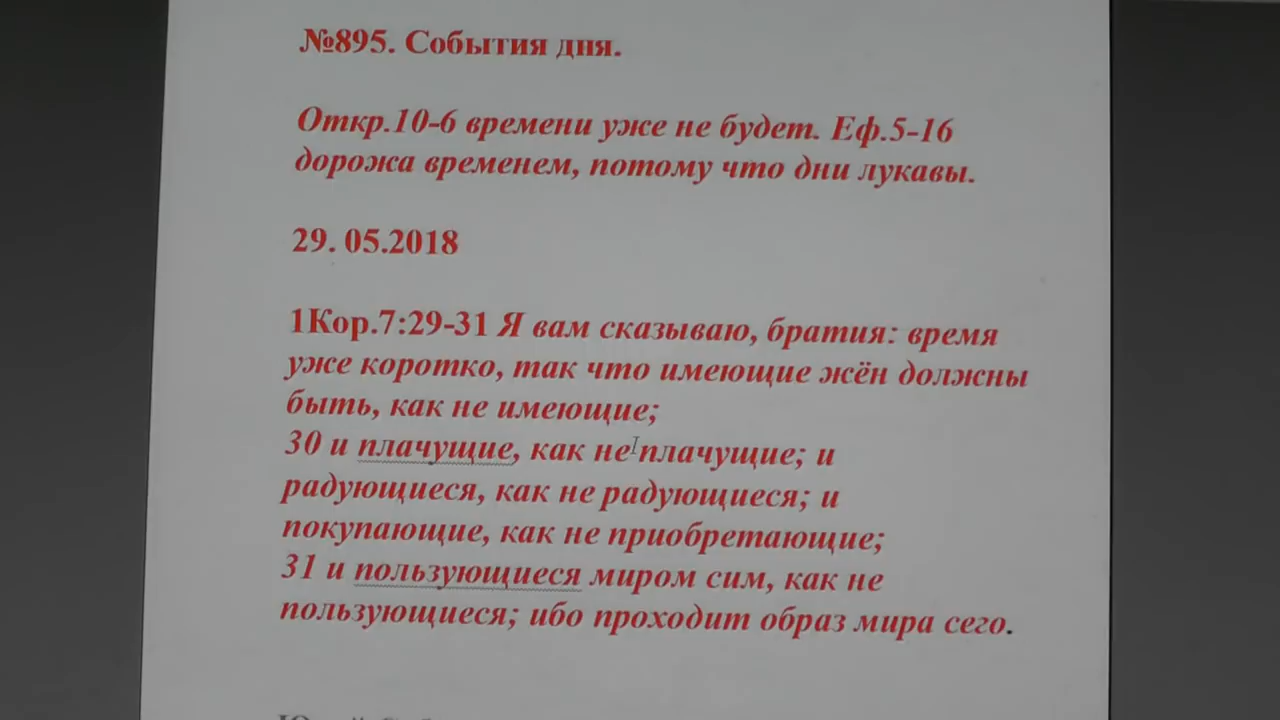 №895. События дня.
Откр.10-6 времени уже не будет. Еф.5-16
дорожа временем, потому что дни лукавы.
29. 05.2018
1Кор.7:29-31 Я вам сказываю, братия: время
уже коротко, так что имеющие жён должны
быть, как не имеющие;
30 и плачущие, как не плачущие; и
радующиеся, как не радующиеся; и
покупающие, как не приобретающие;
31 и пользующиеся миром сим, как не
пользующиеся; ибо проходит образ мира сего.